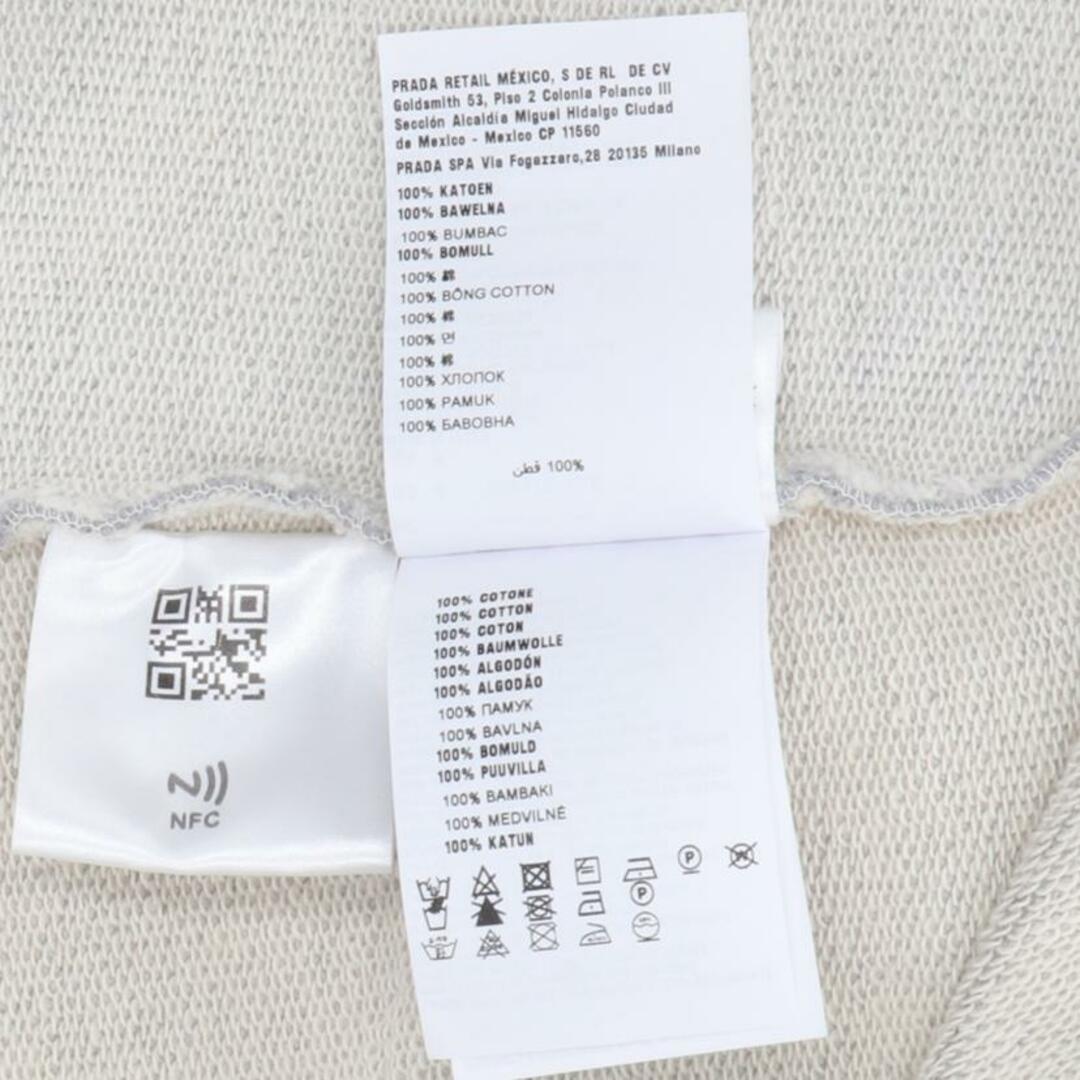 PRADA RETAIL MÉXICO, S DE RL DE CV
Goldsmith 53, Piso 2 Colonia Polanco III
Sección Alcaldía Miguel Hidalgo Ciudad
de Mexico - Mexico CP 11560
PRADA SPA Via Fogazzaro,28 20135 Milano
100% KATOEN
100% BAWELNA
100% BUMBAC
100% BOMULL
100% 綿
100% BÔNG COTTON
100% 棉
100% 면
100% 棉
100% ХЛОПОК
100% PAMUK
100% БАВОВНА
100% قطن
100% COTONE
100% COTTON
100% COTON
100% BAUMWOLLE
100% ALGODÓN
100% ALGODÃO
100% ПАМУК
100% BAVLNA
100% BOMULD
100% PUUVILLA
100% BAMBAKI
100% MEDVILNĖ
100% KATUN
P
P
NFC